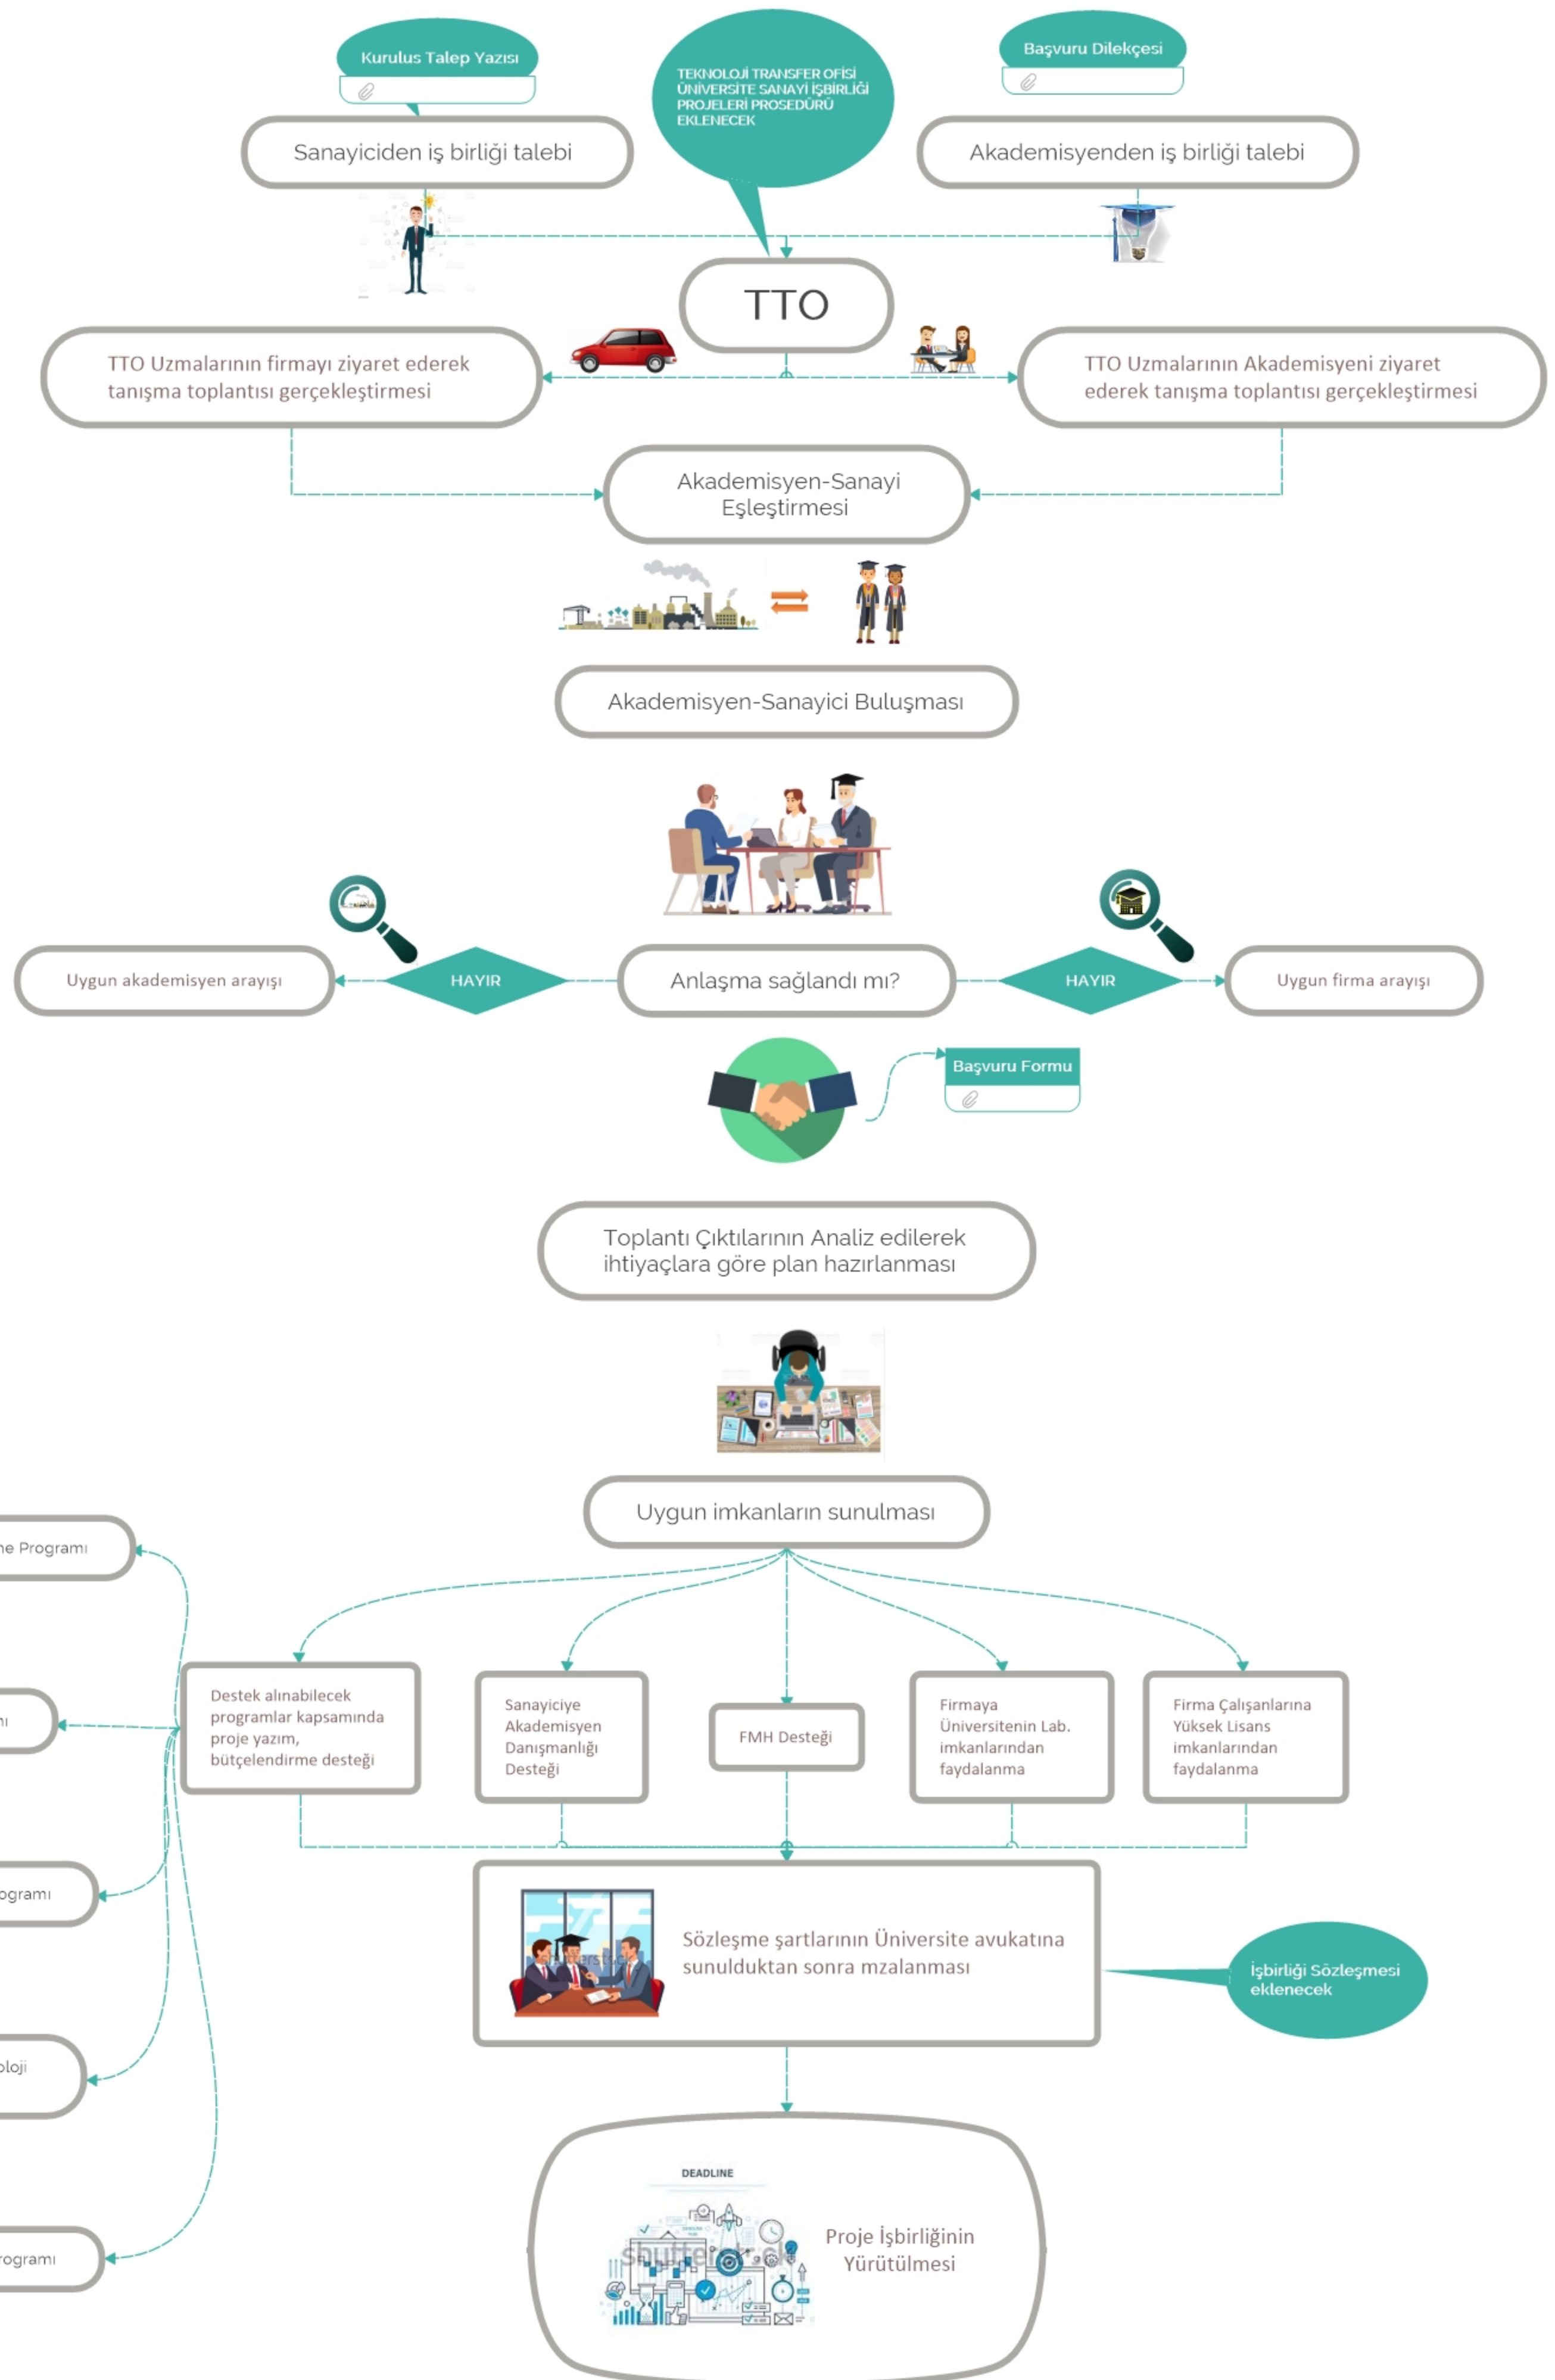 Kurulus Talep Yazısı
TEKNOLOJİ TRANSFER OFİSİ
ÜNİVERSİTE SANAYİ İŞBİRLİĞİ
PROJELERİ PROSEDÜRÜ
EKLENECEK
Başvuru Dilekçesi
Sanayiciden iş birliği talebi
Akademisyenden iş birliği talebi
TTO
TTO Uzmalarının firmayı ziyaret ederek
tanışma toplantısı gerçekleştirmesi
TTO Uzmalarının Akademisyeni ziyaret
ederek tanışma toplantısı gerçekleştirmesi
Akademisyen-Sanayi
Eşleştirmesi
Akademisyen-Sanayici Buluşması
Uygun akademisyen arayışı
HAYIR
Anlaşma sağlandı mı?
HAYIR
Uygun firma arayışı
Başvuru Formu
Toplantı Çıktılarının Analiz edilerek
ihtiyaçlara göre plan hazırlanması
Uygun imkanların sunulması
ne Programı
Destek alınabilecek
programlar kapsamında
proje yazım,
bütçelendirme desteği
Sanayiciye
Akademisyen
Danışmanlığı
Desteği
FMH Desteği
Firmaya
Üniversitenin Lab.
imkanlarından
faydalanma
Firma Çalışanlarına
Yüksek Lisans
imkanlarından
faydalanma
ogramı
Sözleşme şartlarının Üniversite avukatına
sunulduktan sonra mzalanması
İşbirliği Sözleşmesi
eklenecek
oloji
rogramı
DEADLINE
shutterstock
Proje İşbirliğinin
Yürütülmesi